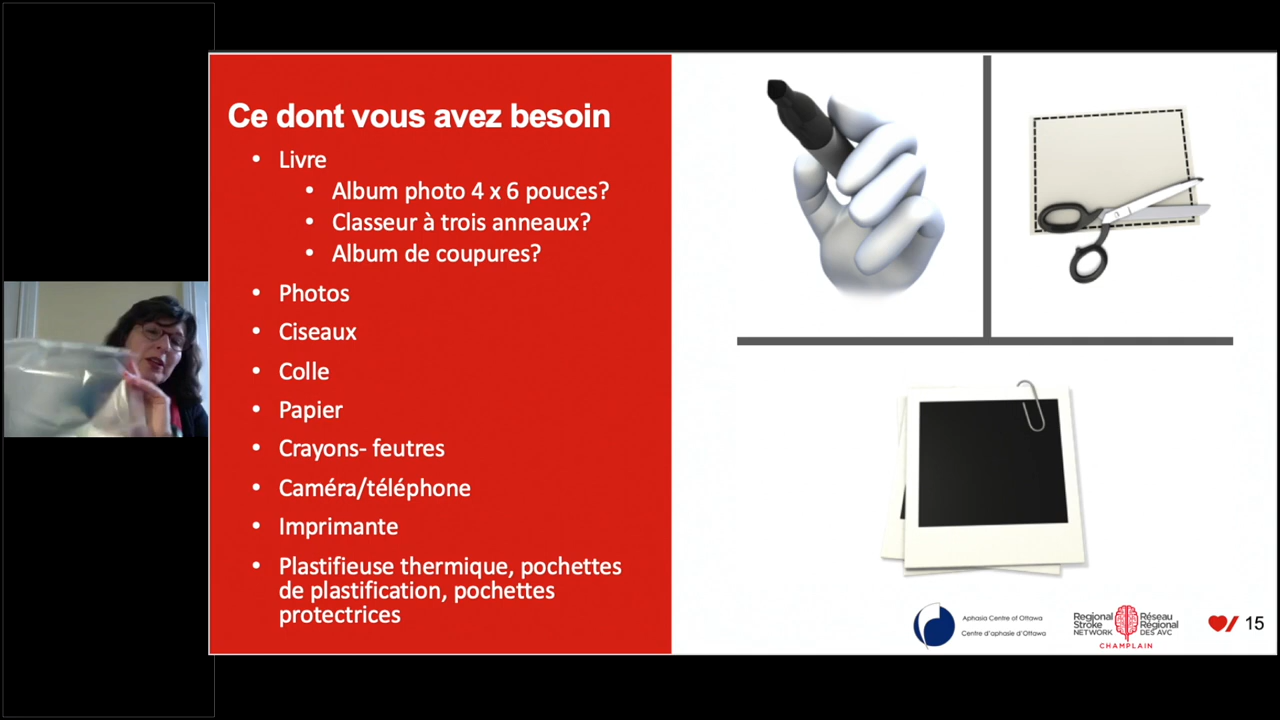 Ce dont vous avez besoin
• Livre
• Album photo 4 x 6 pouces?
• Classeur à trois anneaux?
• Album de coupures?
• Photos
• Ciseaux
• Colle
• Papier
• Crayons- feutres
• Caméra/téléphone
• Imprimante
• Plastifieuse thermique, pochettes
de plastification, pochettes
protectrices
Aphasia Centre of Ottawa
Centre d'aphasie d'Ottawa
Regional
Stroke
NETWORK
Réseau
Régional
DES AVC
CHAMPLAIN
15